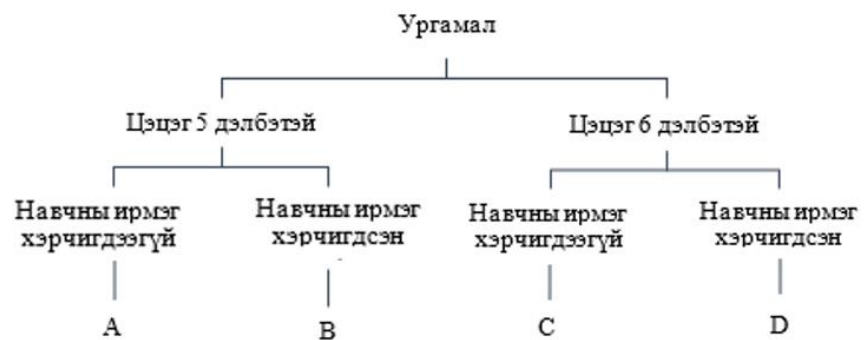 Ургамал
Цэцэг 5 дэлбэтэй
Цэцэг 6 дэлбэтэй
Навчны ирмэг
хэрчигдээгүй
Навчны ирмэг
хэрчигдсэн
Навчны ирмэг
хэрчигдээгүй
Навчны ирмэг
хэрчигдсэн
A
B
C
D